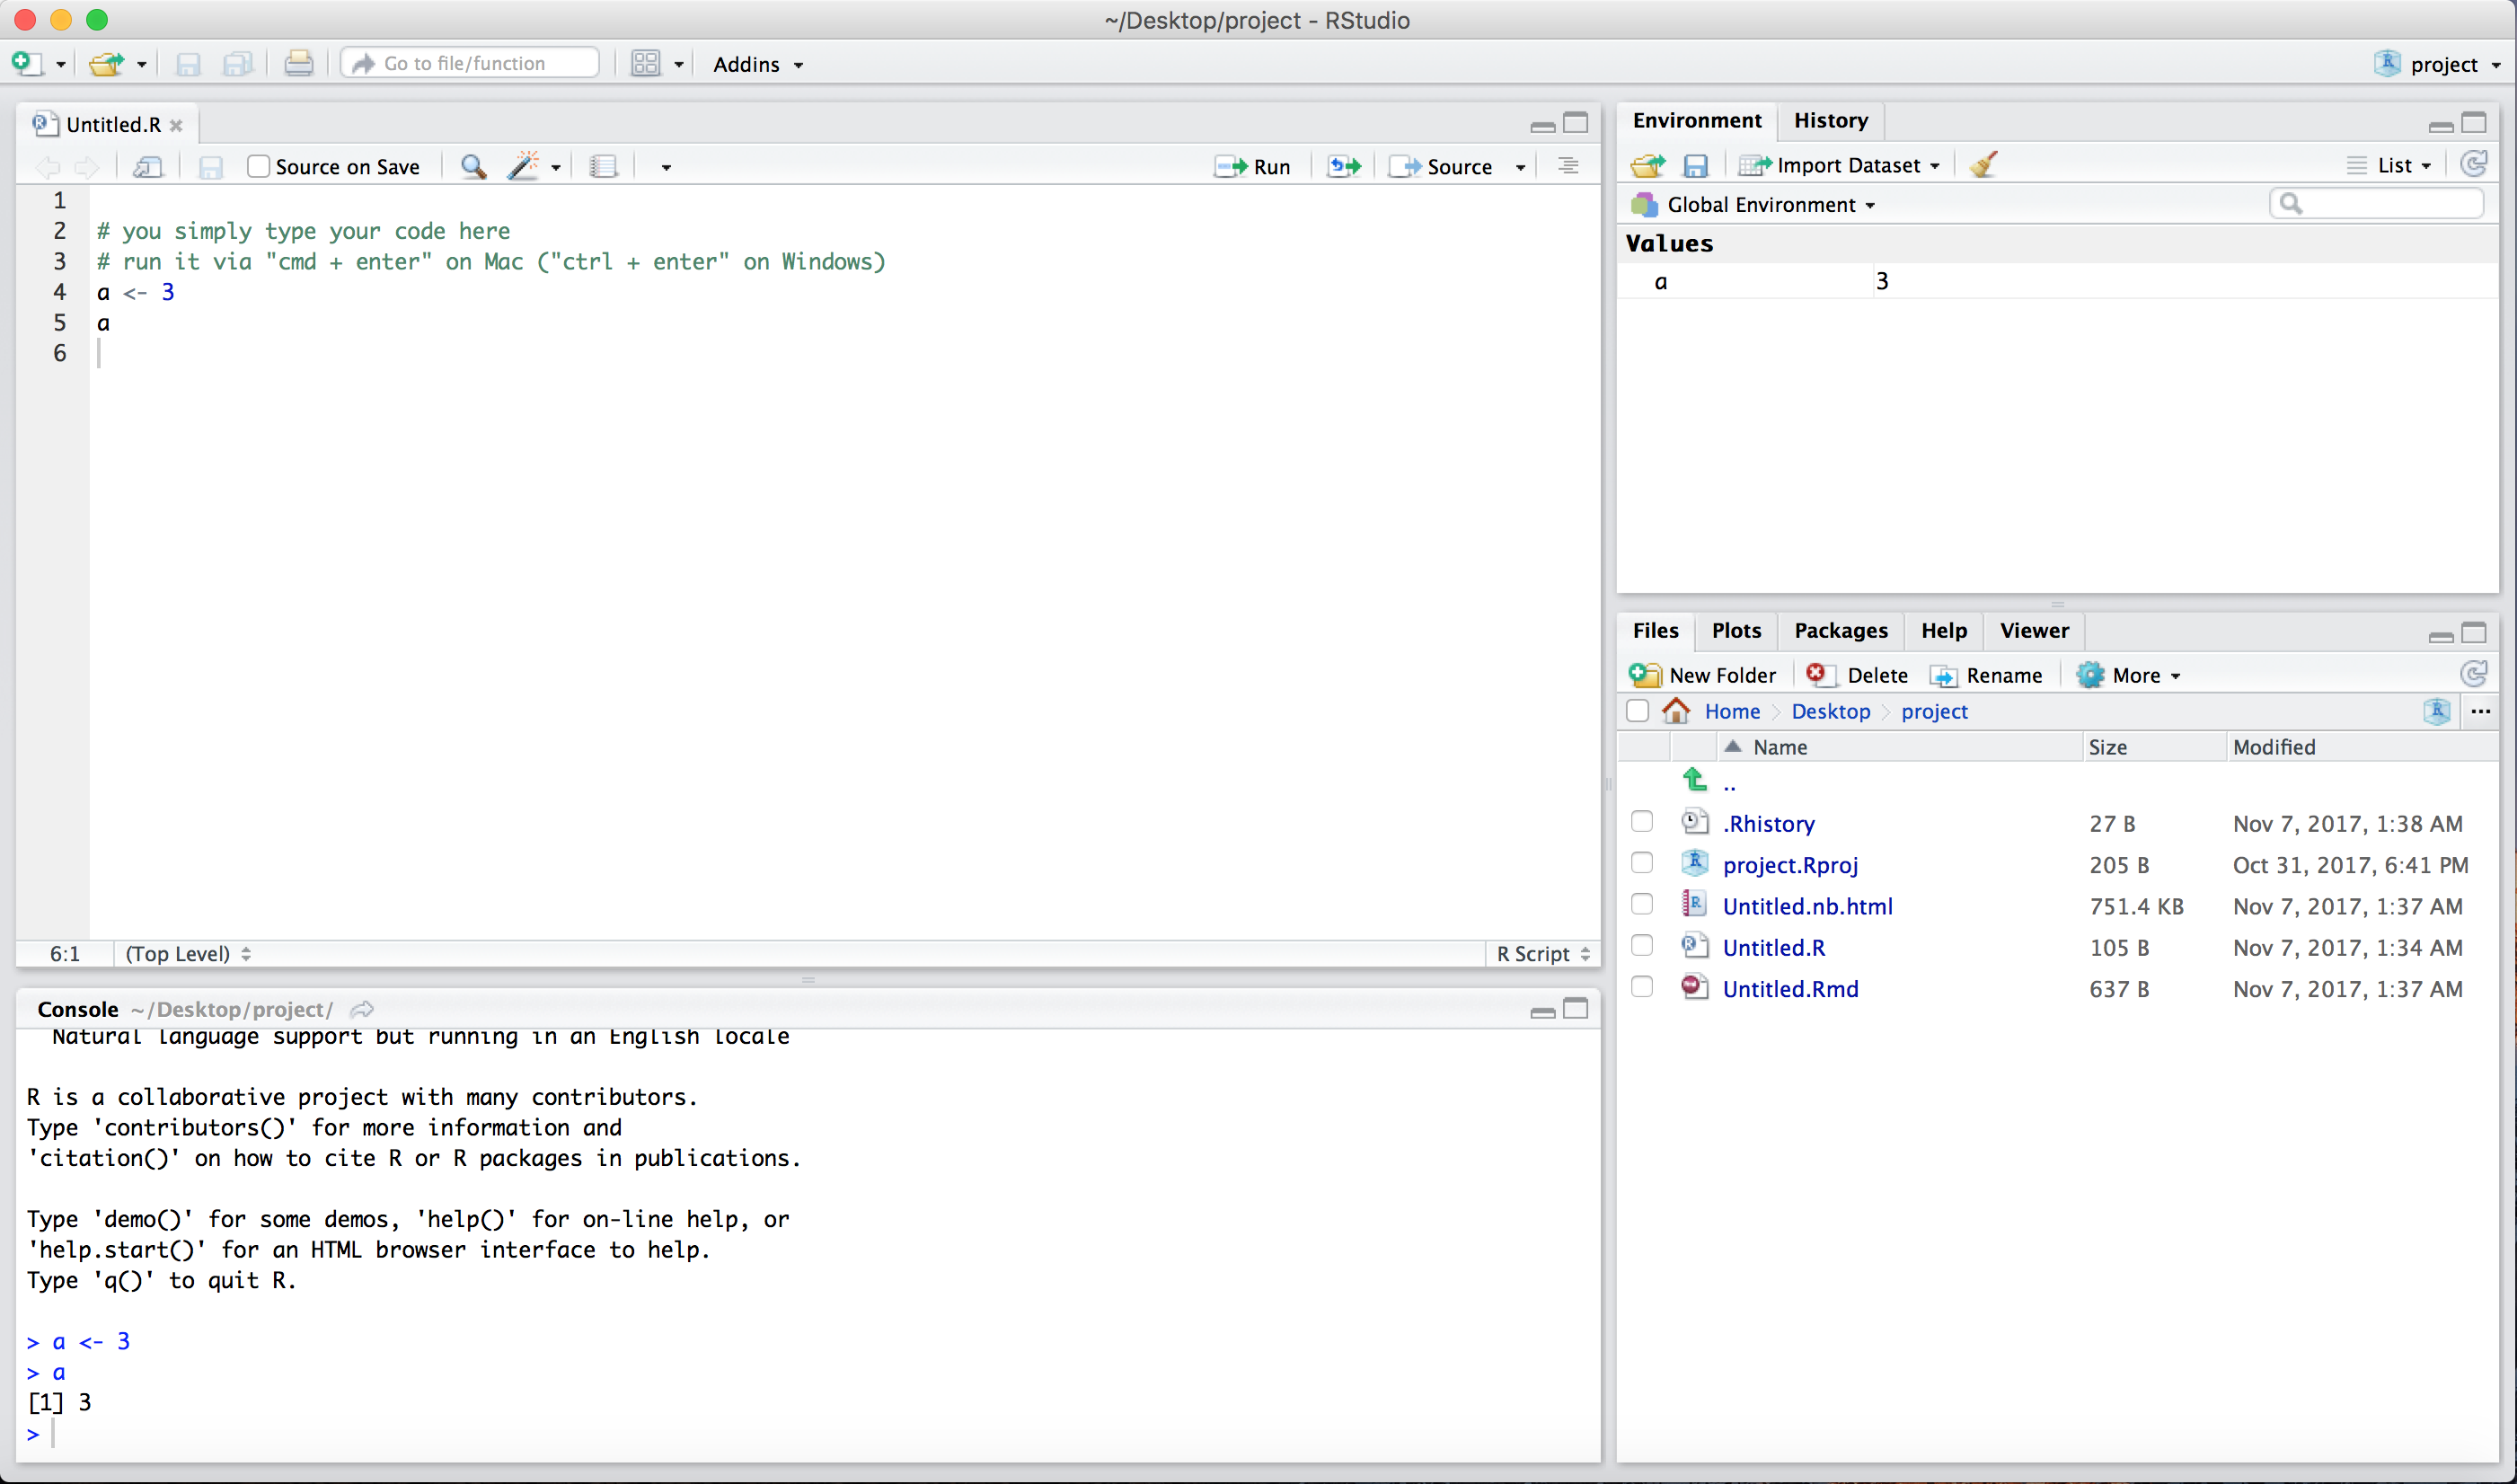 ~/Desktop/project - RStudio
Go to file/function
Addins
project
Untitled.R
Source on Save
Run
Source
1
2 # you simply type your code here
3 # run it via "cmd + enter" on Mac ("ctrl + enter" on Windows)
4 a <- 3
5 a
6
6:1 (Top Level) R Script
Console ~/Desktop/project/
Natural language support but running in an English locale
R is a collaborative project with many contributors.
Type 'contributors()' for more information and
'citation()' on how to cite R or R packages in publications.
Type 'demo()' for some demos, 'help()' for on-line help, or
'help.start()' for an HTML browser interface to help.
Type 'q()' to quit R.
> a <- 3
> a
[1] 3
>
Environment History
Import Dataset List
Global Environment
Values
a 3
Files Plots Packages Help Viewer
New Folder Delete Rename More
Home Desktop project ...
Name Size Modified
..
.Rhistory 27 B Nov 7, 2017, 1:38 AM
project.Rproj 205 B Oct 31, 2017, 6:41 PM
Untitled.nb.html 751.4 KB Nov 7, 2017, 1:37 AM
Untitled.R 105 B Nov 7, 2017, 1:34 AM
Untitled.Rmd 637 B Nov 7, 2017, 1:37 AM